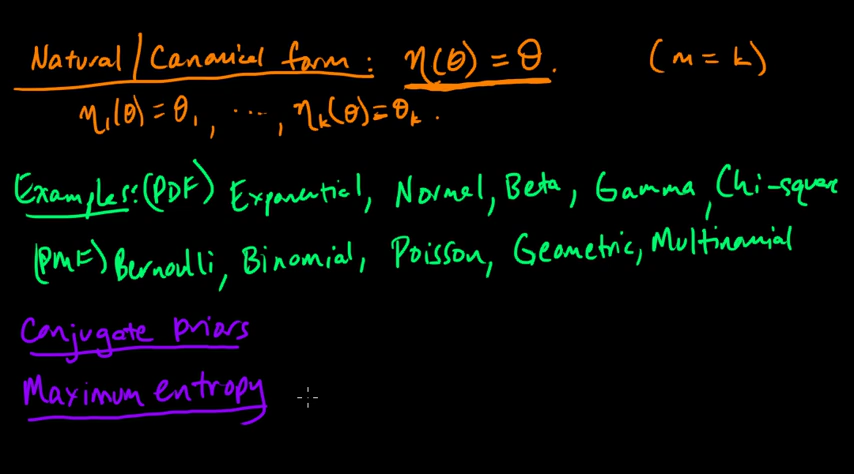 Natural/Canonical form: η(θ) = θ. (m = k)
η₁(θ) = θ₁, ..., ηₖ(θ) = θₖ.
Examples: (PDF) Exponential, Normal, Beta, Gamma, Chi-square
(PMF) Bernoulli, Binomial, Poisson, Geometric, Multinomial
Conjugate priors
Maximum entropy